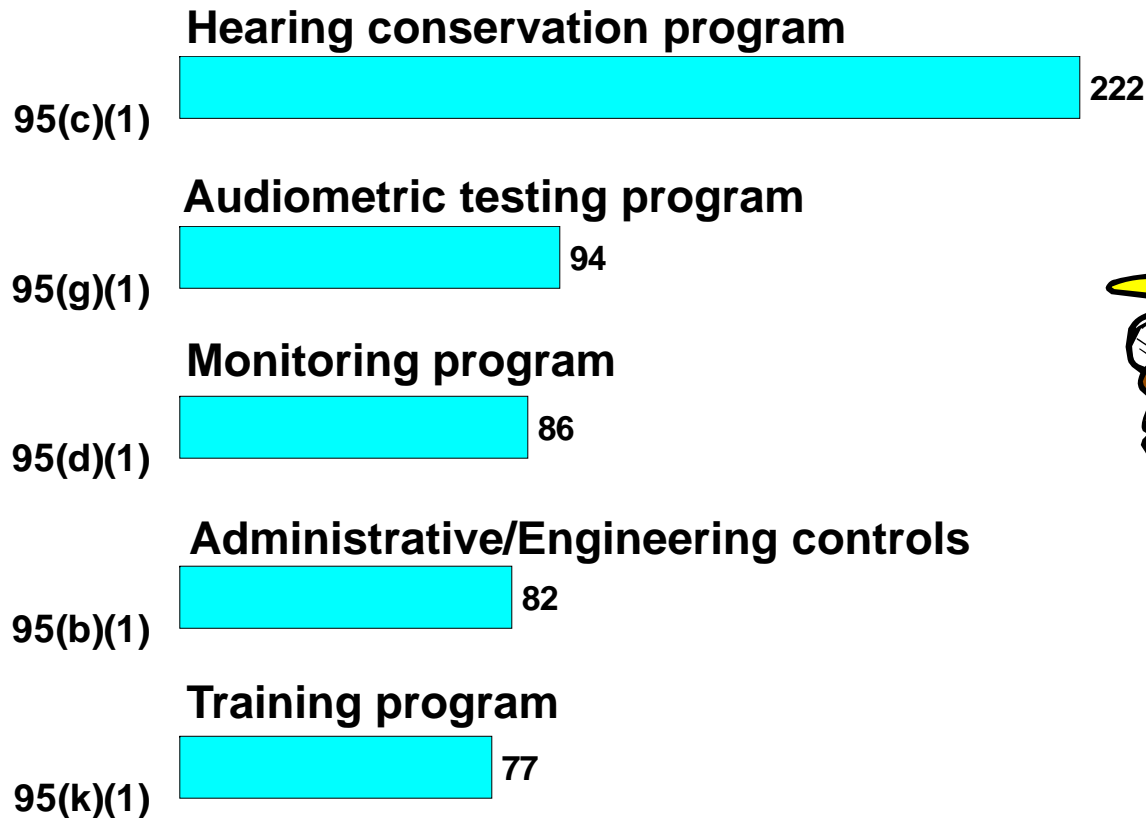 Hearing conservation program
95(c)(1) 222
Audiometric testing program
95(g)(1) 94
Monitoring program
95(d)(1) 86
Administrative/Engineering controls
95(b)(1) 82
Training program
95(k)(1) 77